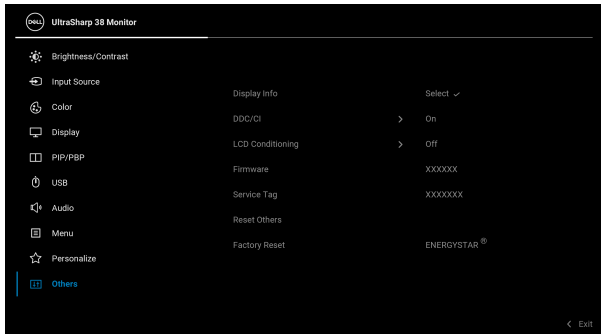 DELL UltraSharp 38 Monitor
Brightness/Contrast
Input Source
Color
Display
PIP/PBP
USB
Audio
Menu
Personalize
Others
Display Info Select ✓
DDC/CI > On
LCD Conditioning > Off
Firmware XXXXXX
Service Tag XXXXXXX
Reset Others
Factory Reset ENERGYSTAR ®
< Exit